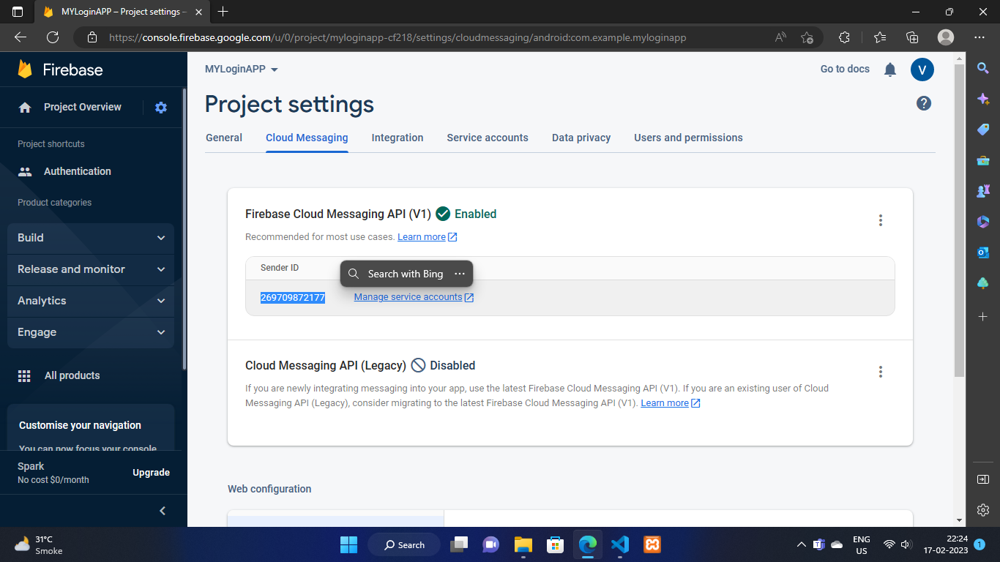 MYLoginAPP – Project settings –
https://console.firebase.google.com/u/0/project/myloginapp-cf218/settings/cloudmessaging/android:com.example.myloginapp
Firebase
Project Overview
Project shortcuts
Authentication
Product categories
Build
Release and monitor
Analytics
Engage
All products
Customise your navigation
You can now focus your console
Spark
No cost $0/month
Upgrade
MYLoginAPP
Go to docs
V
Project settings
General
Cloud Messaging
Integration
Service accounts
Data privacy
Users and permissions
Firebase Cloud Messaging API (V1) Enabled
Recommended for most use cases. Learn more
Sender ID
Search with Bing
269709872177
Manage service accounts
Cloud Messaging API (Legacy) Disabled
If you are newly integrating messaging into your app, use the latest Firebase Cloud Messaging API (V1). If you are an existing user of Cloud
Messaging API (Legacy), consider migrating to the latest Firebase Cloud Messaging API (V1). Learn more
Web configuration
31°C
Smoke
Search
ENG
US
22:24
17-02-2023
1